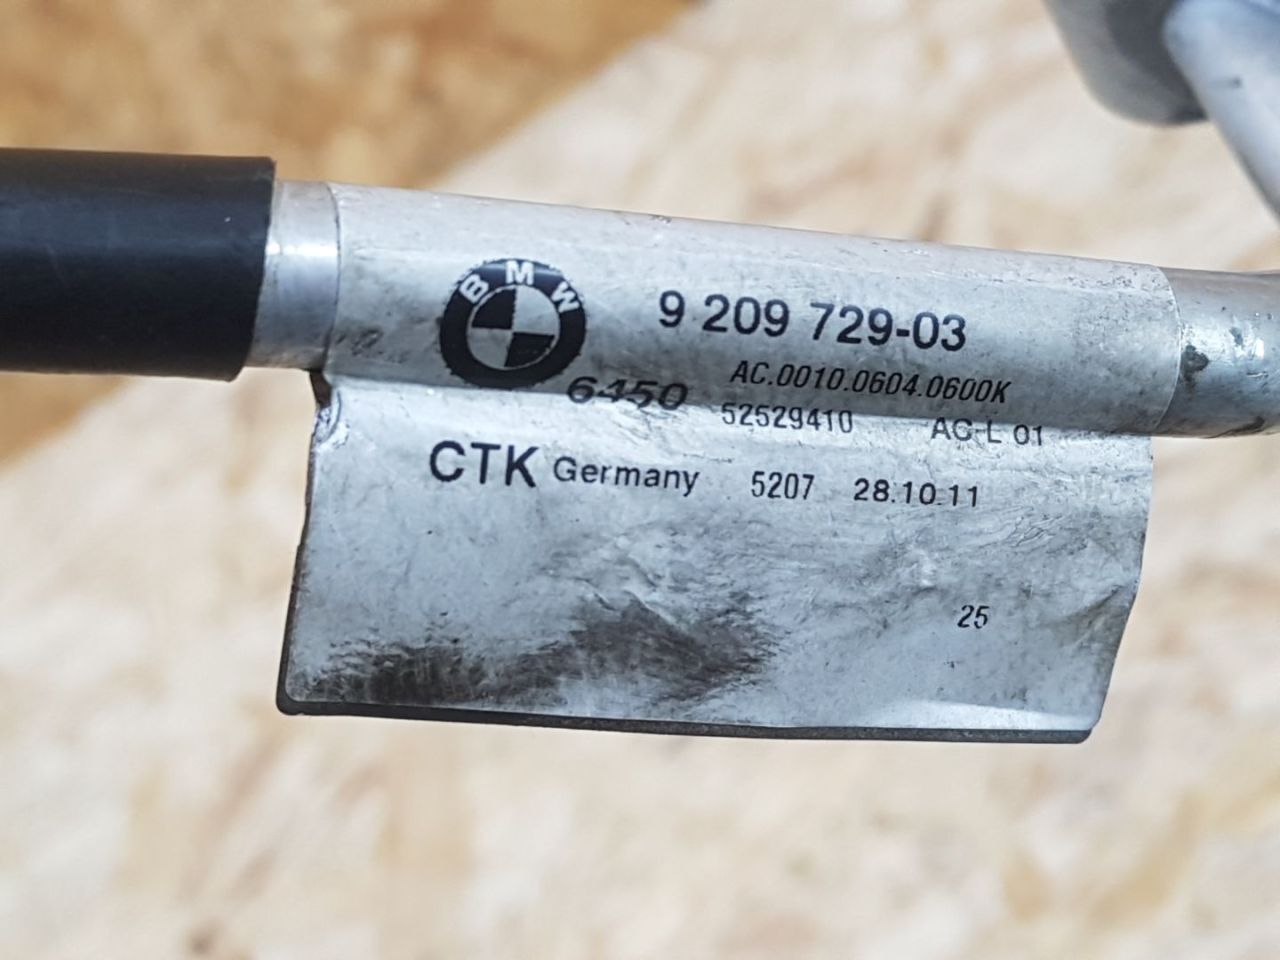 BMW
9 209 729-03
AC.0010.0604.0600K
6450
52529410 AC-L 01
CTK Germany 5207 28.10.11
25